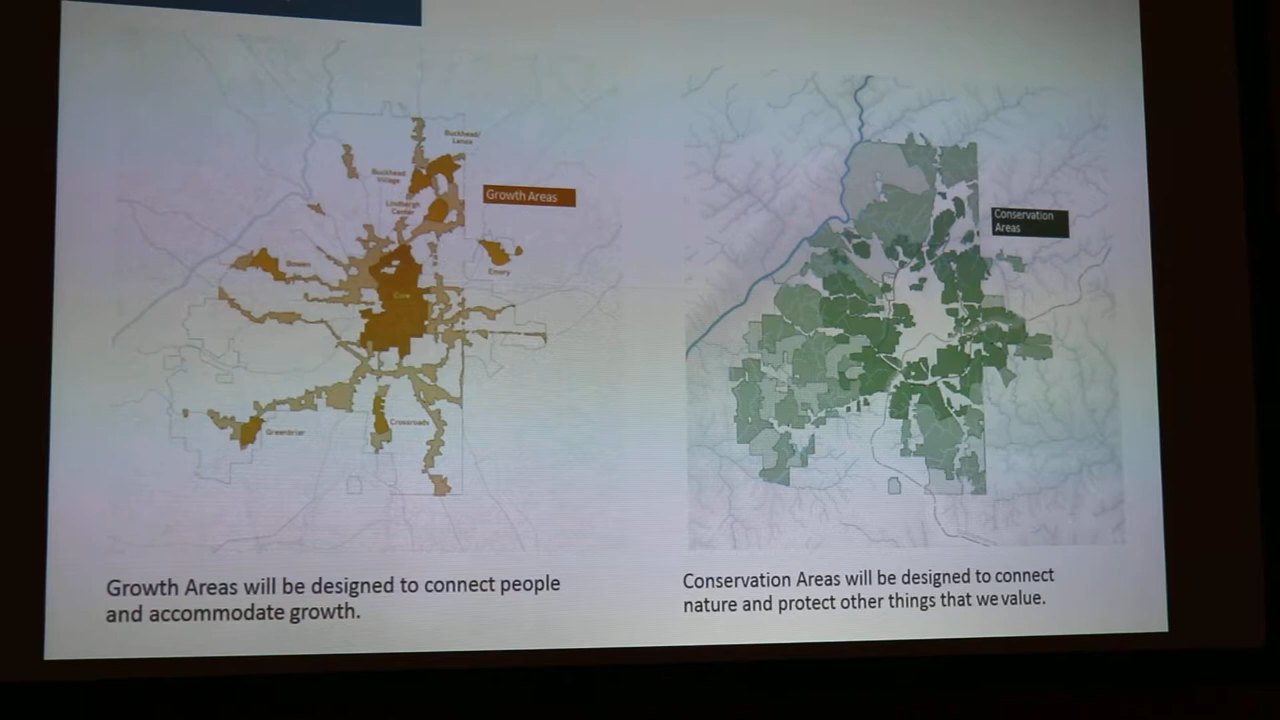 Buckhead/
Lenox
Buckhead
Village
Growth Areas
Lindbergh
Center
Bowen
Emory
Core
Crossroads
Greenbriar
Growth Areas will be designed to connect people
and accommodate growth.
Conservation
Areas
Conservation Areas will be designed to connect
nature and protect other things that we value.